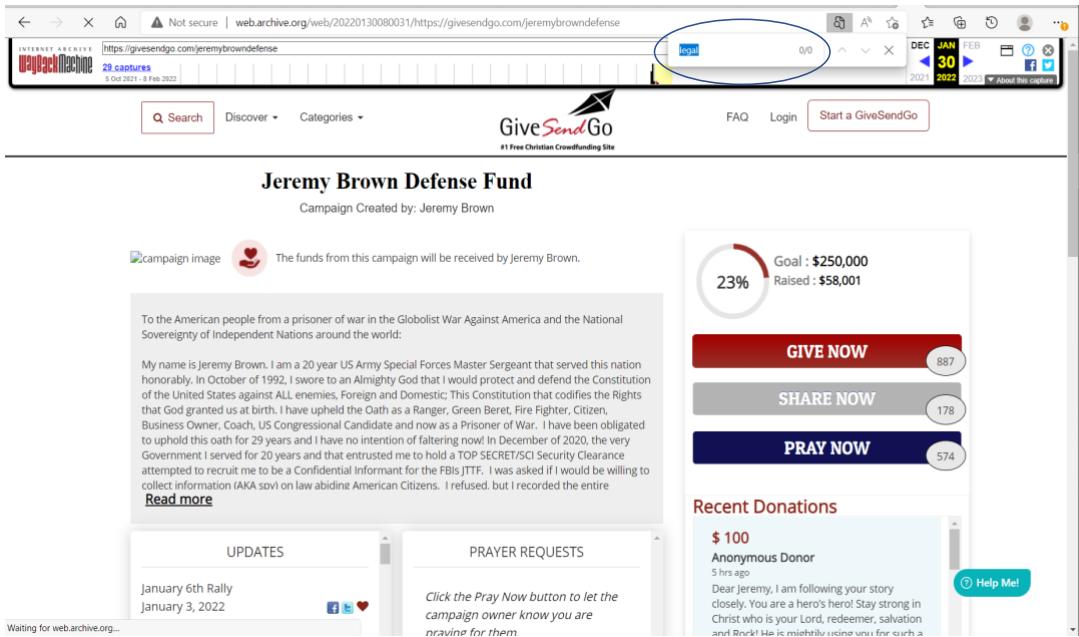 Not secure | web.archive.org/web/20220130080031/https://givesendgo.com/jeremybrowndefense
INTERNET ARCHIVE
WayBackMachine
https://givesendgo.com/jeremybrowndefense
29 captures
5 Oct 2021 - 8 Feb 2022
legal 0/0
DEC JAN FEB
30
2021 2022 2023
About this capture
Search Discover Categories
GiveSendGo
#1 Free Christian Crowdfunding Site
FAQ Login Start a GiveSendGo
Jeremy Brown Defense Fund
Campaign Created by: Jeremy Brown
campaign image
The funds from this campaign will be received by Jeremy Brown.
To the American people from a prisoner of war in the Globolist War Against America and the National
Sovereignty of Independent Nations around the world:
My name is Jeremy Brown. I am a 20 year US Army Special Forces Master Sergeant that served this nation
honorably. In October of 1992, I swore to an Almighty God that I would protect and defend the Constitution
of the United States against ALL enemies, Foreign and Domestic; This Constitution that codifies the Rights
that God granted us at birth. I have upheld the Oath as a Ranger, Green Beret, Fire Fighter, Citizen,
Business Owner, Coach, US Congressional Candidate and now as a Prisoner of War. I have been obligated
to uphold this oath for 29 years and I have no intention of faltering now! In December of 2020, the very
Government I served for 20 years and that entrusted me to hold a TOP SECRET/SCI Security Clearance
attempted to recruit me to be a Confidential Informant for the FBIs JTTF. I was asked if I would be willing to
collect information (AKA spy) on law abiding American Citizens. I refused, but I recorded the entire
Read more
23%
Goal : $250,000
Raised : $58,001
GIVE NOW
887
SHARE NOW
178
PRAY NOW
574
UPDATES
January 6th Rally
January 3, 2022
PRAYER REQUESTS
Click the Pray Now button to let the
campaign owner know you are
praying for them.
Recent Donations
$ 100
Anonymous Donor
5 hrs ago
Dear Jeremy, I am following your story
closely. You are a hero's hero! Stay strong in
Christ who is your Lord, redeemer, salvation
and Rock! He is mightily using you for such a
Help Me!
Waiting for web.archive.org...